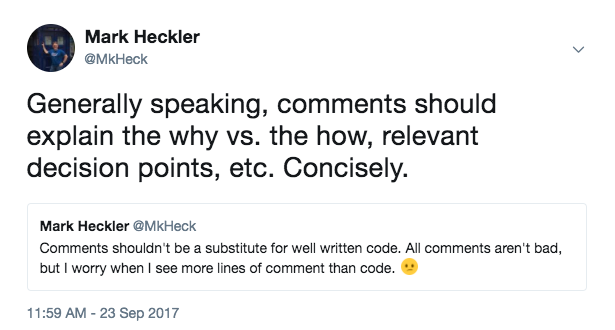 Mark Heckler
@MkHeck
Generally speaking, comments should
explain the why vs. the how, relevant
decision points, etc. Concisely.
Mark Heckler @MkHeck
Comments shouldn't be a substitute for well written code. All comments aren't bad,
but I worry when I see more lines of comment than code. 😕
11:59 AM - 23 Sep 2017